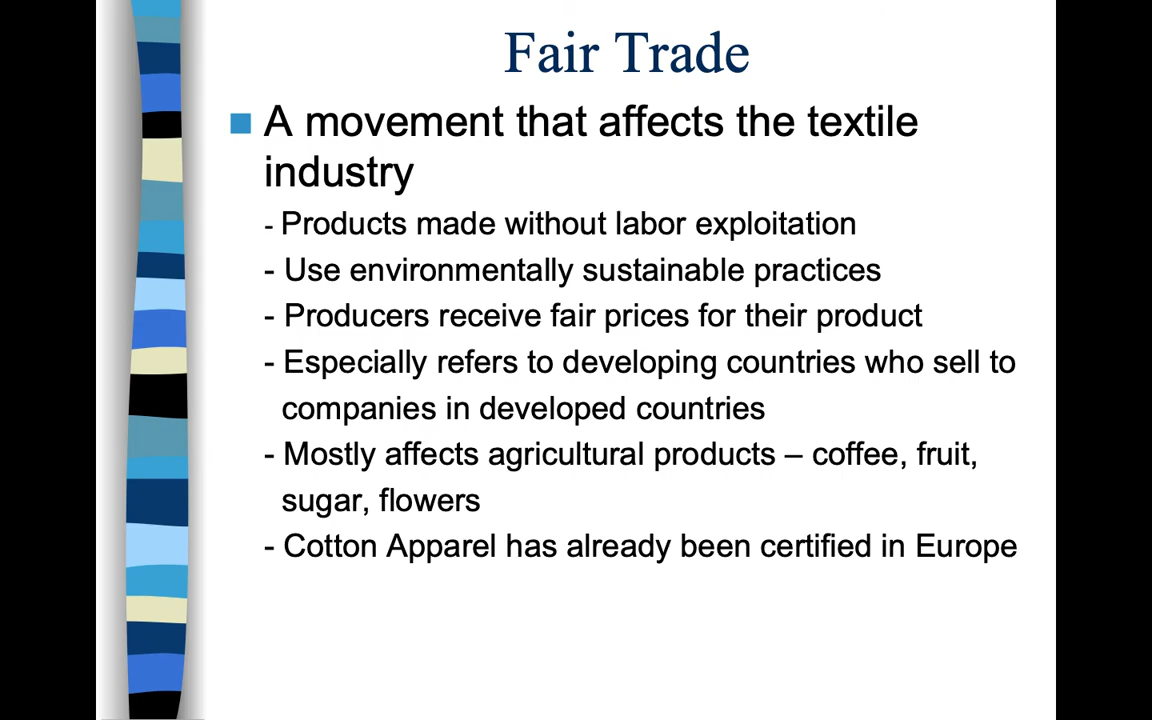 Fair Trade
A movement that affects the textile
industry
- Products made without labor exploitation
- Use environmentally sustainable practices
- Producers receive fair prices for their product
- Especially refers to developing countries who sell to
companies in developed countries
- Mostly affects agricultural products – coffee, fruit,
sugar, flowers
- Cotton Apparel has already been certified in Europe